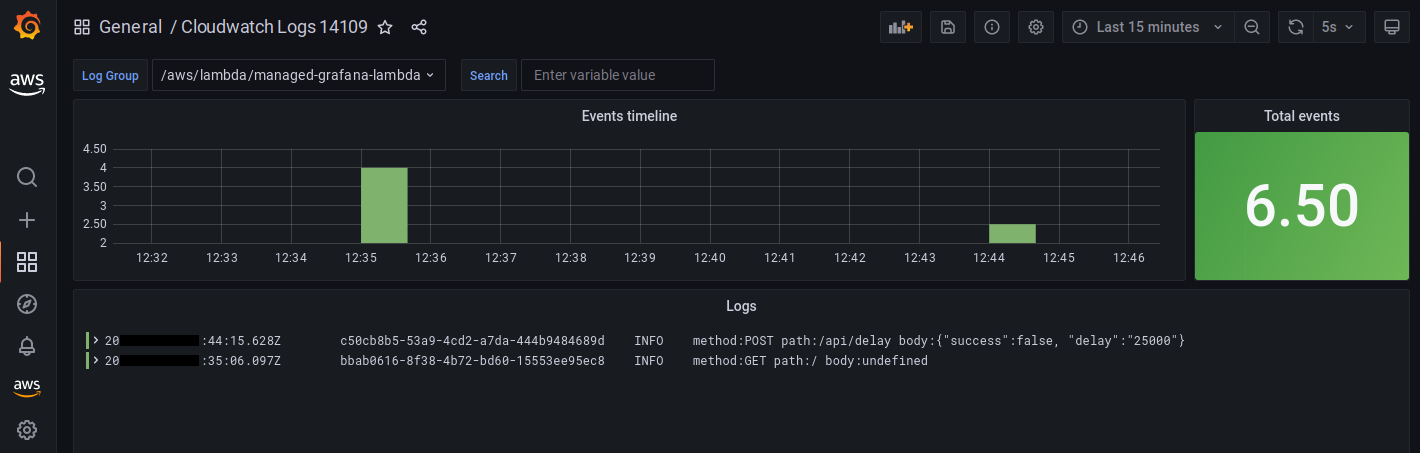 General / Cloudwatch Logs 14109
Last 15 minutes
5s
aws
Log Group /aws/lambda/managed-grafana-lambda Search Enter variable value
Events timeline
4.50
4
3.50
3
2.50
2
12:32 12:33 12:34 12:35 12:36 12:37 12:38 12:39 12:40 12:41 12:42 12:43 12:44 12:45 12:46
Total events
6.50
Logs
20 :44:15.628Z c50cb8b5-53a9-4cd2-a7da-444b9484689d INFO method:POST path:/api/delay body:{"success":false, "delay":"25000"}
20 :35:06.097Z bbab0616-8f38-4b72-bd60-15553ee95ec8 INFO method:GET path:/ body:undefined
aws